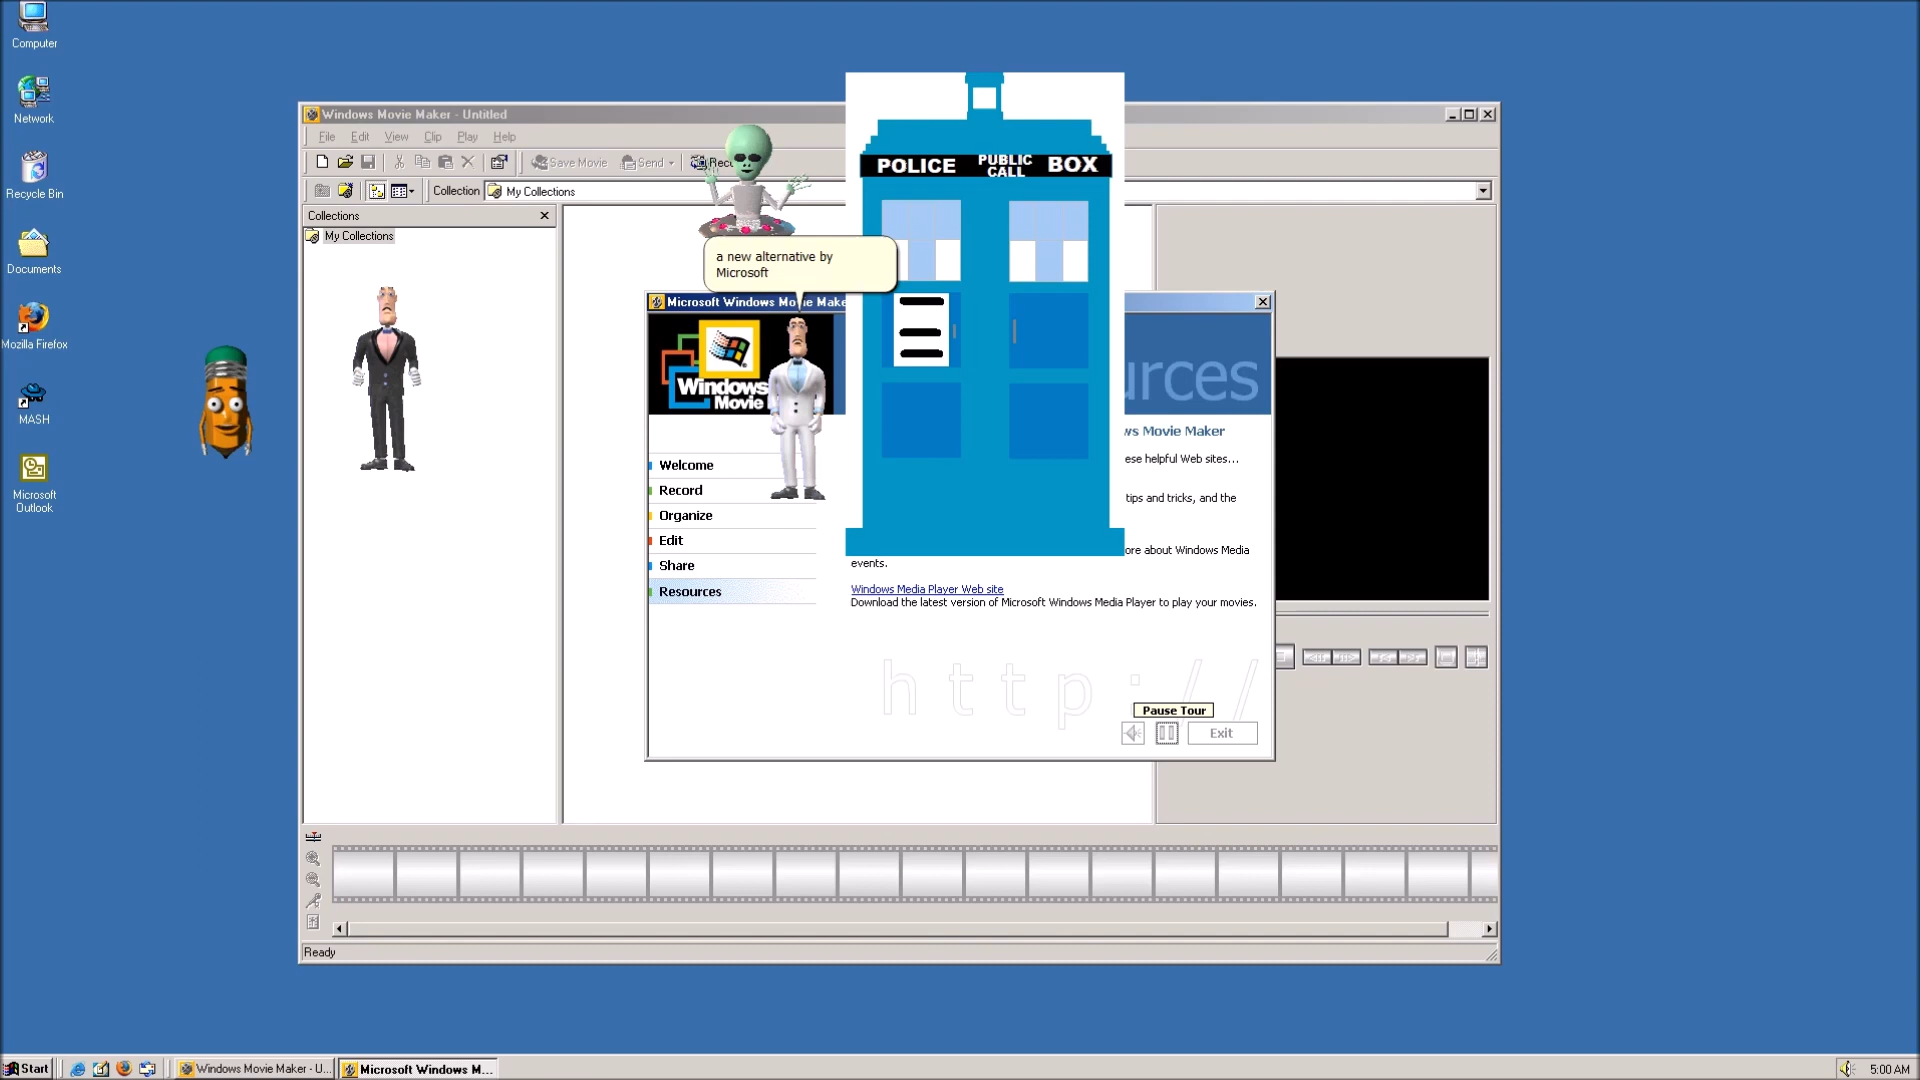 Computer
Network
Recycle Bin
Documents
Mozilla Firefox
MASH
Microsoft
Outlook
Windows Movie Maker - Untitled
File Edit View Clip Play Help
Save Movie Send
Collection My Collections
Collections
My Collections
POLICE PUBLIC CALL BOX
a new alternative by
Microsoft
Microsoft Windows Movie Make
Windows
Movie
urces
Welcome
Record
Organize
Edit
Share
Resources
Movie Maker
ese helpful Web sites...
tips and tricks, and the
ore about Windows Media
events.
Windows Media Player Web site
Download the latest version of Microsoft Windows Media Player to play your movies.
http://
Pause Tour
Exit
Ready
Start
Windows Movie Maker - U...
Microsoft Windows M...
5:00 AM